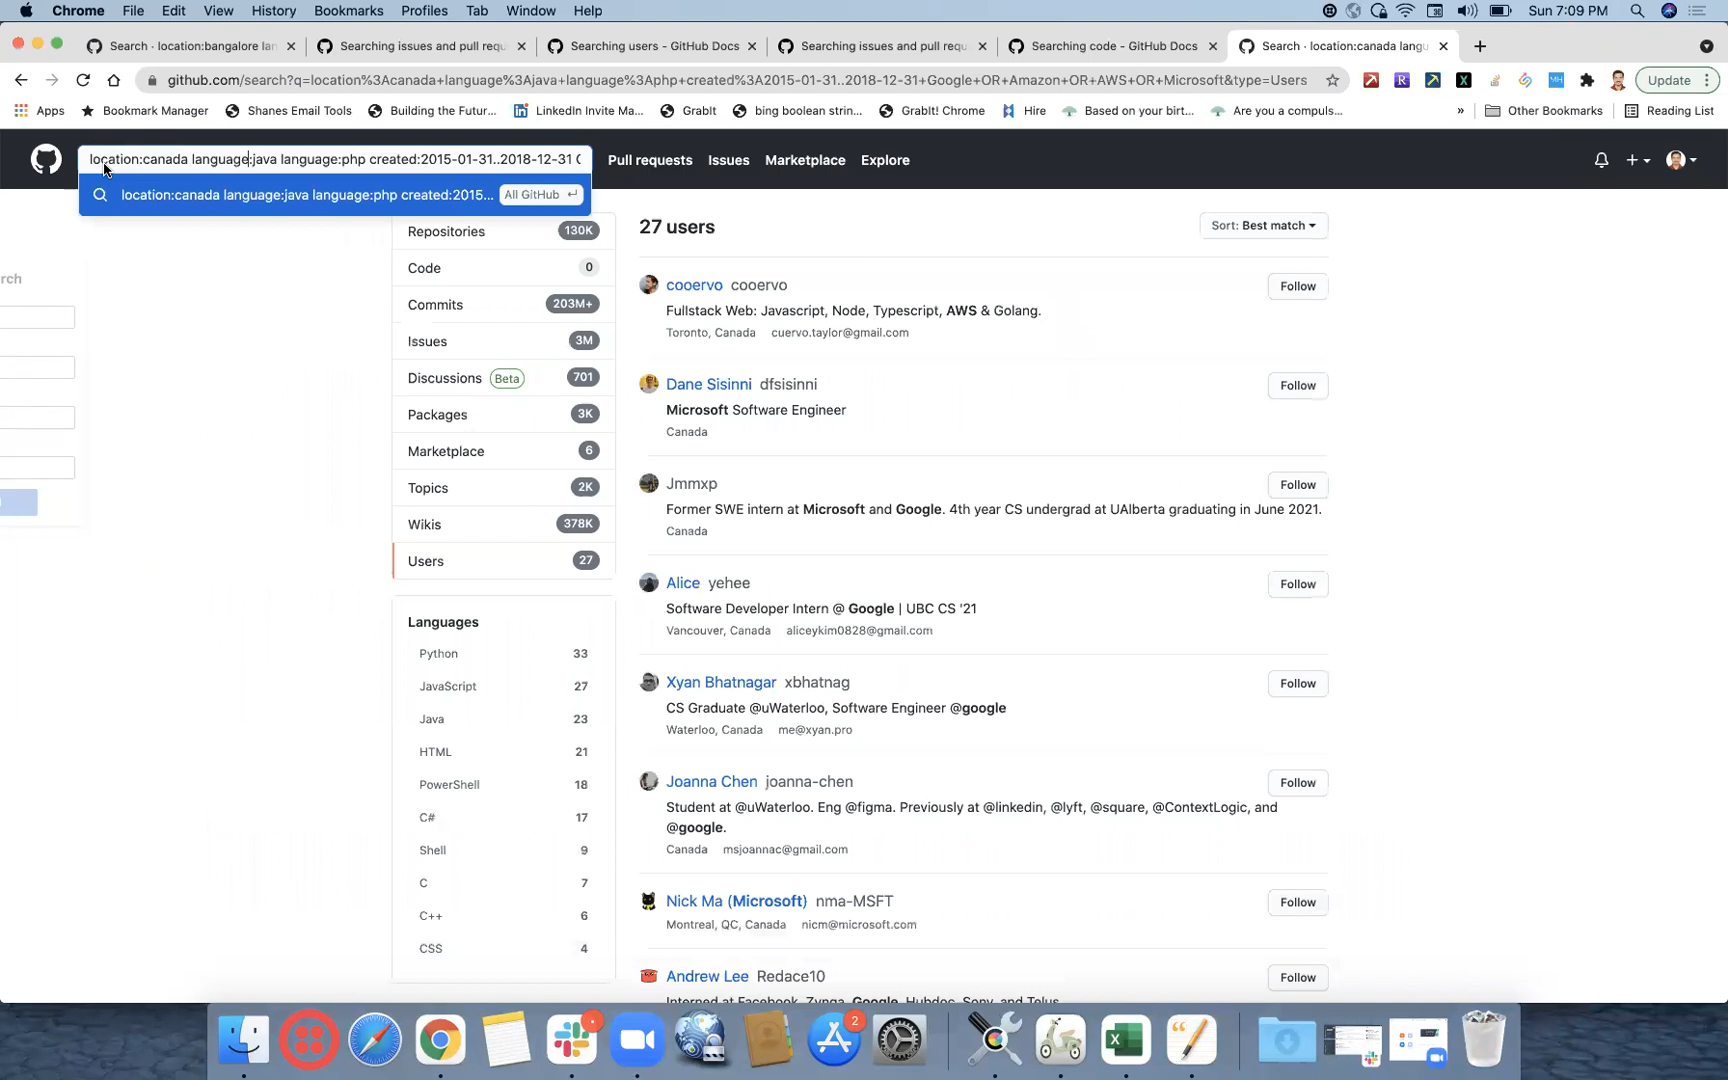 Chrome File Edit View History Bookmarks Profiles Tab Window Help Sun 7:09 PM
Search · location:bangalore lan Searching issues and pull requ Searching users - GitHub Docs Searching issues and pull requ Searching code - GitHub Docs Search · location:canada langu
github.com/search?q=location%3Acanada+language%3Ajava+language%3Aphp+created%3A2015-01-31..2018-12-31+Google+OR+Amazon+OR+AWS+OR+Microsoft&type=Users Update
Apps Bookmark Manager Shanes Email Tools Building the Futur... LinkedIn Invite Ma... GrabIt bing boolean strin... GrabIt! Chrome Hire Based on your birt... Are you a compuls... » Other Bookmarks Reading List
location:canada language:java language:php created:2015-01-31..2018-12-31 Pull requests Issues Marketplace Explore
location:canada language:java language:php created:2015... All GitHub
rch
Repositories 130K
Code 0
Commits 203M+
Issues 3M
Discussions Beta 701
Packages 3K
Marketplace 6
Topics 2K
Wikis 378K
Users 27
Languages
Python 33
JavaScript 27
Java 23
HTML 21
PowerShell 18
C# 17
Shell 9
C 7
C++ 6
CSS 4
27 users
Sort: Best match
cooervo cooervo
Follow
Fullstack Web: Javascript, Node, Typescript, AWS & Golang.
Toronto, Canada cuervo.taylor@gmail.com
Dane Sisinni dfsisinni
Follow
Microsoft Software Engineer
Canada
Jmmxp
Follow
Former SWE intern at Microsoft and Google. 4th year CS undergrad at UAlberta graduating in June 2021.
Canada
Alice yehee
Follow
Software Developer Intern @ Google | UBC CS '21
Vancouver, Canada aliceykim0828@gmail.com
Xyan Bhatnagar xbhatnag
Follow
CS Graduate @uWaterloo, Software Engineer @google
Waterloo, Canada me@xyan.pro
Joanna Chen joanna-chen
Follow
Student at @uWaterloo. Eng @figma. Previously at @linkedin, @lyft, @square, @ContextLogic, and
@google.
Canada msjoannac@gmail.com
Nick Ma (Microsoft) nma-MSFT
Follow
Montreal, QC, Canada nicm@microsoft.com
Andrew Lee Redace10
Follow
Interned at Facebook, Zynga, Google, Hubdoc, Sony, and Telus
2